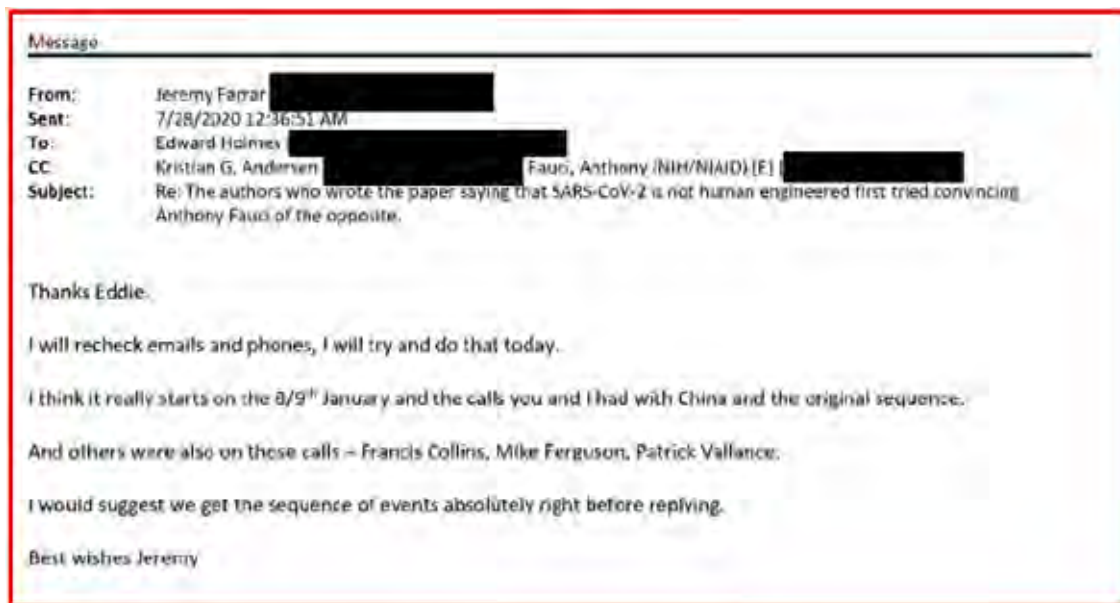 Message
From: Jeremy Farrar
Sent: 7/28/2020 12:36:51 AM
To: Edward Holmes
CC: Kristian G. Andersen Fauci, Anthony (NIH/NIAID) [E] [
Subject: Re: The authors who wrote the paper saying that SARS-CoV-2 is not human engineered first tried convincing
Anthony Fauci of the opposite.
Thanks Eddie.
I will recheck emails and phones, I will try and do that today.
I think it really starts on the 8/9th January and the calls you and I had with China and the original sequence.
And others were also on those calls – Francis Collins, Mike Ferguson, Patrick Vallance.
I would suggest we get the sequence of events absolutely right before replying.
Best wishes Jeremy